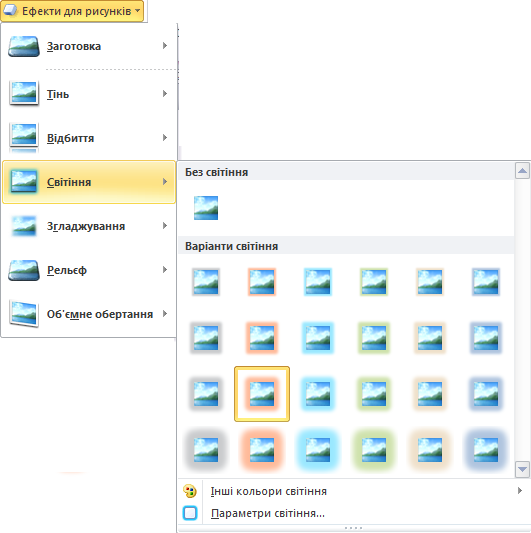 Ефекти для рисунків
Заготовка
Тінь
Відбиття
Світіння
Згладжування
Рельєф
Об'ємне обертання
Без світіння
Варіанти світіння
Інші кольори світіння
Параметри світіння...